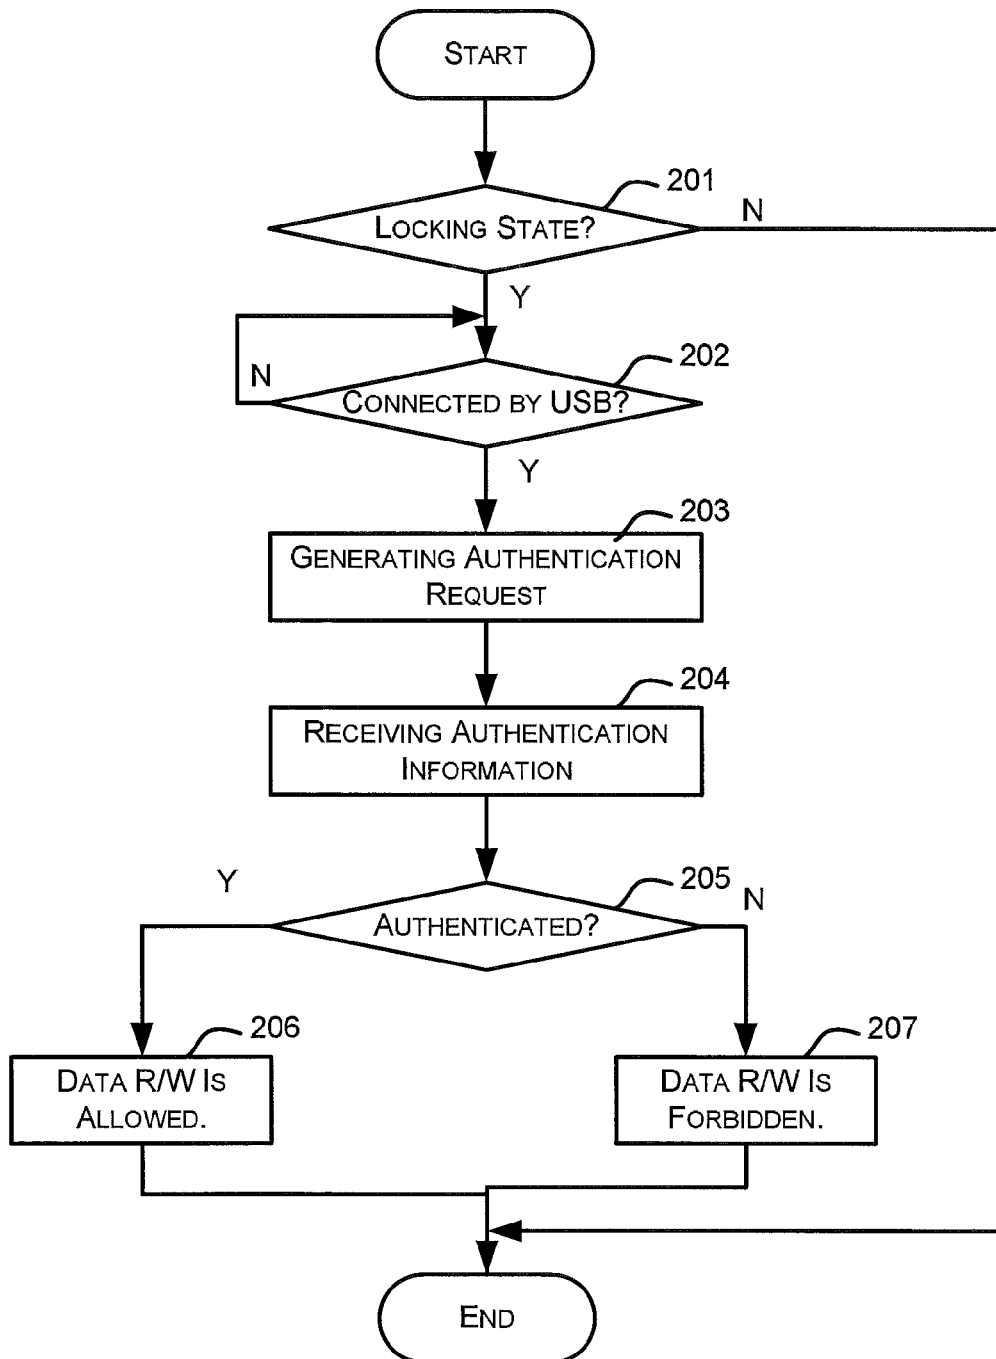 START
201
N
LOCKING STATE?
Y
202
N
CONNECTED BY USB?
Y
203
GENERATING AUTHENTICATION
REQUEST
204
RECEIVING AUTHENTICATION
INFORMATION
205
Y
N
AUTHENTICATED?
206
207
DATA R/W IS
ALLOWED.
DATA R/W IS
FORBIDDEN.
END